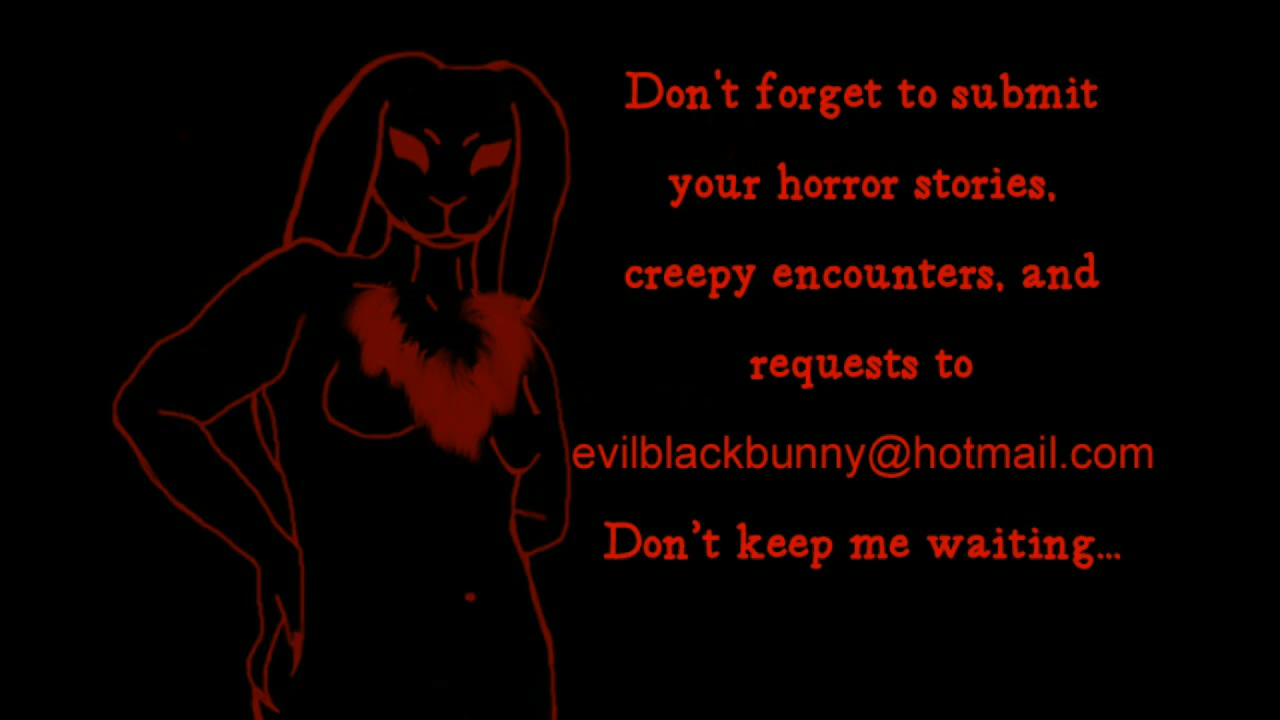 Don't forget to submit
your horror stories,
creepy encounters, and
requests to
evilblackbunny@hotmail.com
Don't keep me waiting...